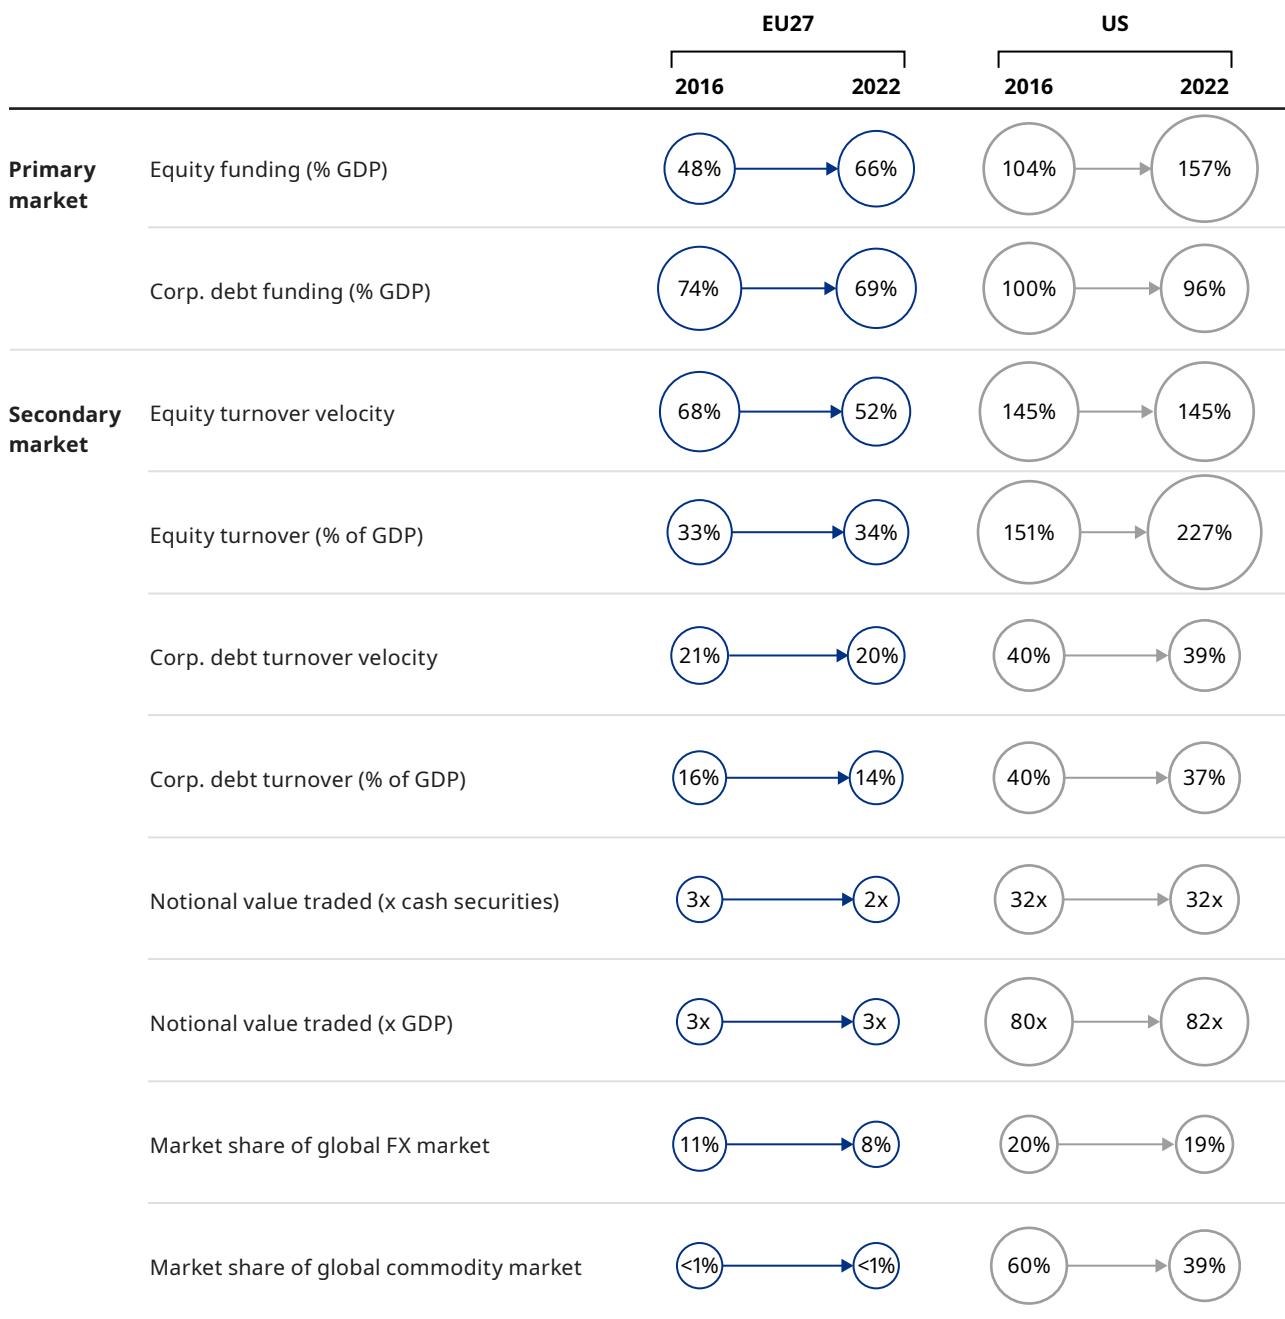 EU27 US
2016 2022 2016 2022
Primary market Equity funding (% GDP) 48% 66% 104% 157%
Corp. debt funding (% GDP) 74% 69% 100% 96%
Secondary market Equity turnover velocity 68% 52% 145% 145%
Equity turnover (% of GDP) 33% 34% 151% 227%
Corp. debt turnover velocity 21% 20% 40% 39%
Corp. debt turnover (% of GDP) 16% 14% 40% 37%
Notional value traded (x cash securities) 3x 2x 32x 32x
Notional value traded (x GDP) 3x 3x 80x 82x
Market share of global FX market 11% 8% 20% 19%
Market share of global commodity market <1% <1% 60% 39%